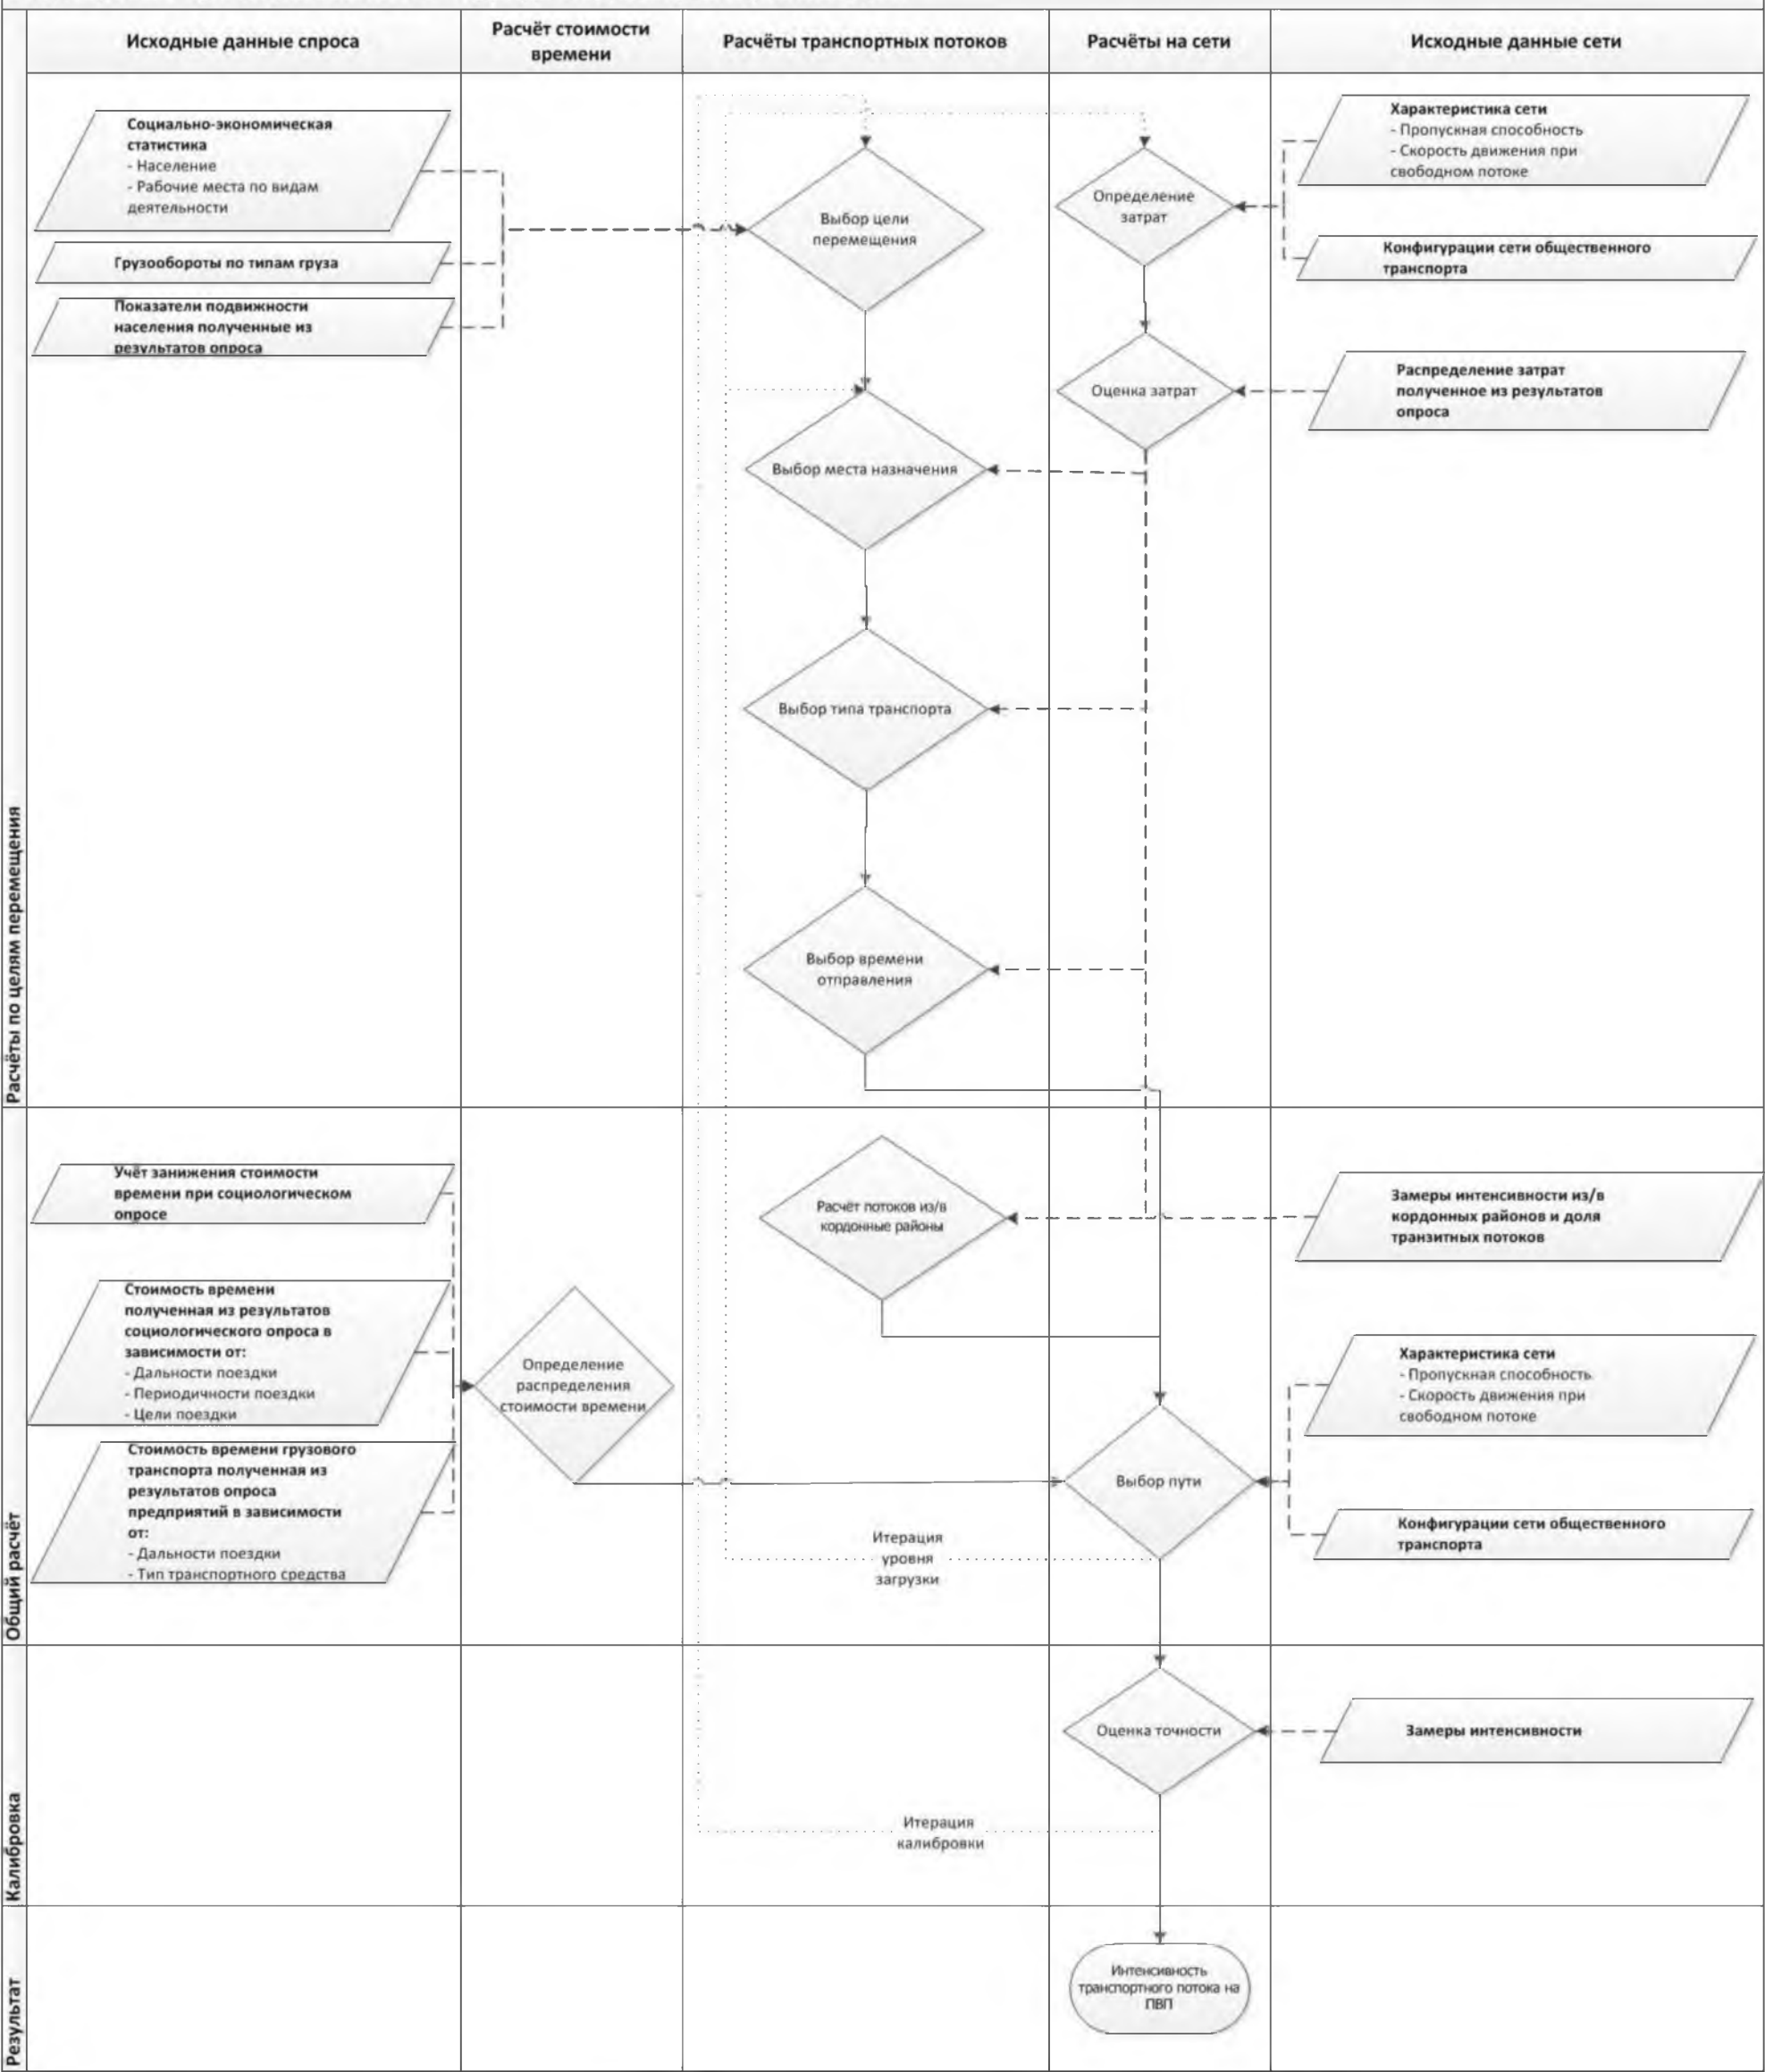 Исходные данные спроса
Расчёт стоимости
времени
Расчёты транспортных потоков
Расчёты на сети
Исходные данные сети
Расчёты по целям перемещения
Социально-экономическая
статистика
- Население
- Рабочие места по видам
деятельности
Грузообороты по типам груза
Показатели подвижности
населения полученные из
результатов опроса
Выбор цели
перемещения
Определение
затрат
Характеристика сети
- Пропускная способность
- Скорость движения при
свободном потоке
Конфигурации сети общественного
транспорта
Оценка затрат
Распределение затрат
полученное из результатов
опроса
Выбор места назначения
Выбор типа транспорта
Выбор времени
отправления
Общий расчёт
Учёт занижения стоимости
времени при социологическом
опросе
Стоимость времени
полученная из результатов
социологического опроса в
зависимости от:
- Дальности поездки
- Периодичности поездки
- Цели поездки
Стоимость времени грузового
транспорта полученная из
результатов опроса
предприятий в зависимости
от:
- Дальности поездки
- Тип транспортного средства
Определение
распределения
стоимости времени
Расчёт потоков из/в
кордонные районы
Замеры интенсивности из/в
кордонных районов и доля
транзитных потоков
Выбор пути
Характеристика сети
- Пропускная способность
- Скорость движения при
свободном потоке
Конфигурации сети общественного
транспорта
Итерация
уровня
загрузки
Калибровка
Оценка точности
Замеры интенсивности
Итерация
калибровки
Результат
Интенсивность
транспортного потока на
ПВП